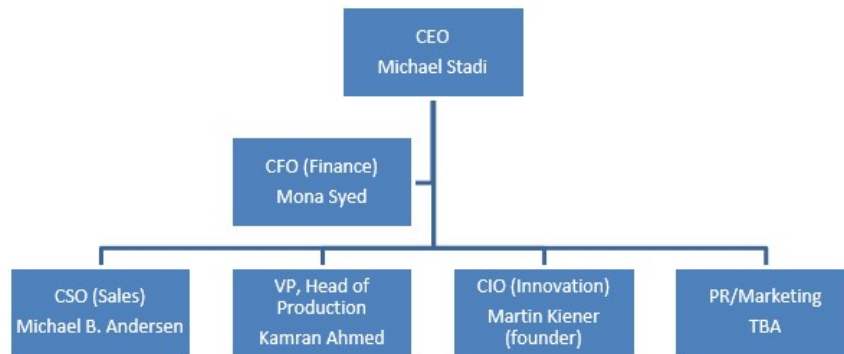 CEO
Michael Stadi
CFO (Finance)
Mona Syed
CSO (Sales)
Michael B. Andersen
VP, Head of
Production
Kamran Ahmed
CIO (Innovation)
Martin Kiener
(founder)
PR/Marketing
TBA